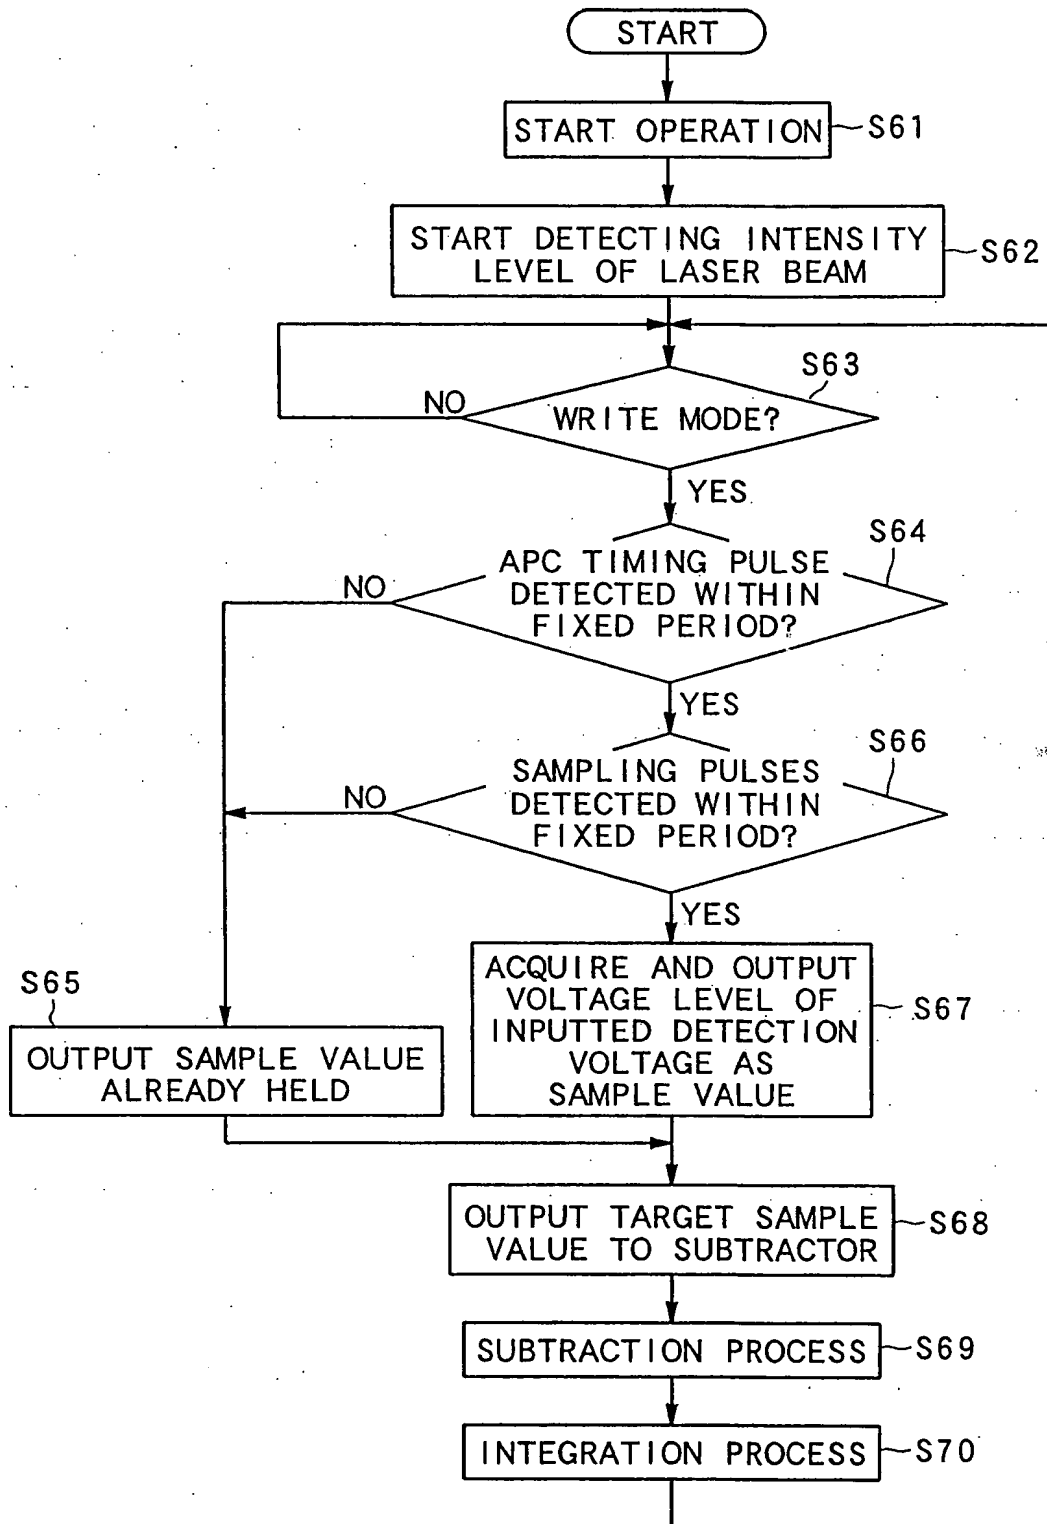 START
START OPERATION
S61
START DETECTING INTENSITY
LEVEL OF LASER BEAM
S62
S63
WRITE MODE?
NO
YES
S64
APC TIMING PULSE
DETECTED WITHIN
FIXED PERIOD?
NO
YES
S66
SAMPLING PULSES
DETECTED WITHIN
FIXED PERIOD?
NO
YES
S65
OUTPUT SAMPLE VALUE
ALREADY HELD
ACQUIRE AND OUTPUT
VOLTAGE LEVEL OF
INPUTTED DETECTION
VOLTAGE AS
SAMPLE VALUE
S67
OUTPUT TARGET SAMPLE
VALUE TO SUBTRACTOR
S68
SUBTRACTION PROCESS
S69
INTEGRATION PROCESS
S70